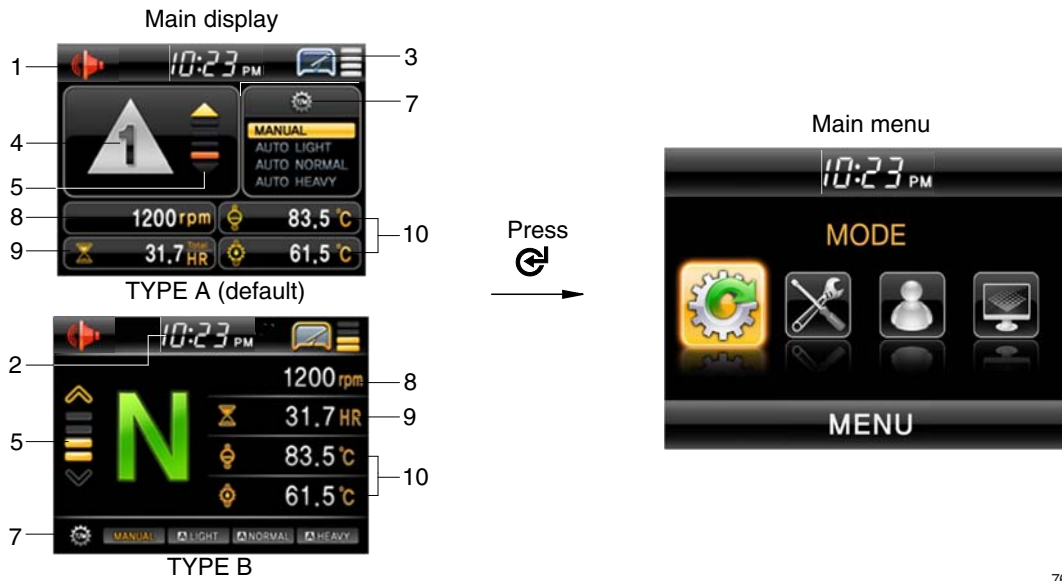 Main display
1
10:23 PM
3
7
4
1
MANUAL
AUTO LIGHT
AUTO NORMAL
AUTO HEAVY
5
8
1200 rpm
83.5 °C
10
9
31.7 Total HR
61.5 °C
TYPE A (default)
10:23 PM
2
1200 rpm
8
N
31.7 HR
9
5
83.5 °C
10
61.5 °C
7
MANUAL
A LIGHT
A NORMAL
A HEAVY
TYPE B
Press
Main menu
10:23 PM
MODE
MENU